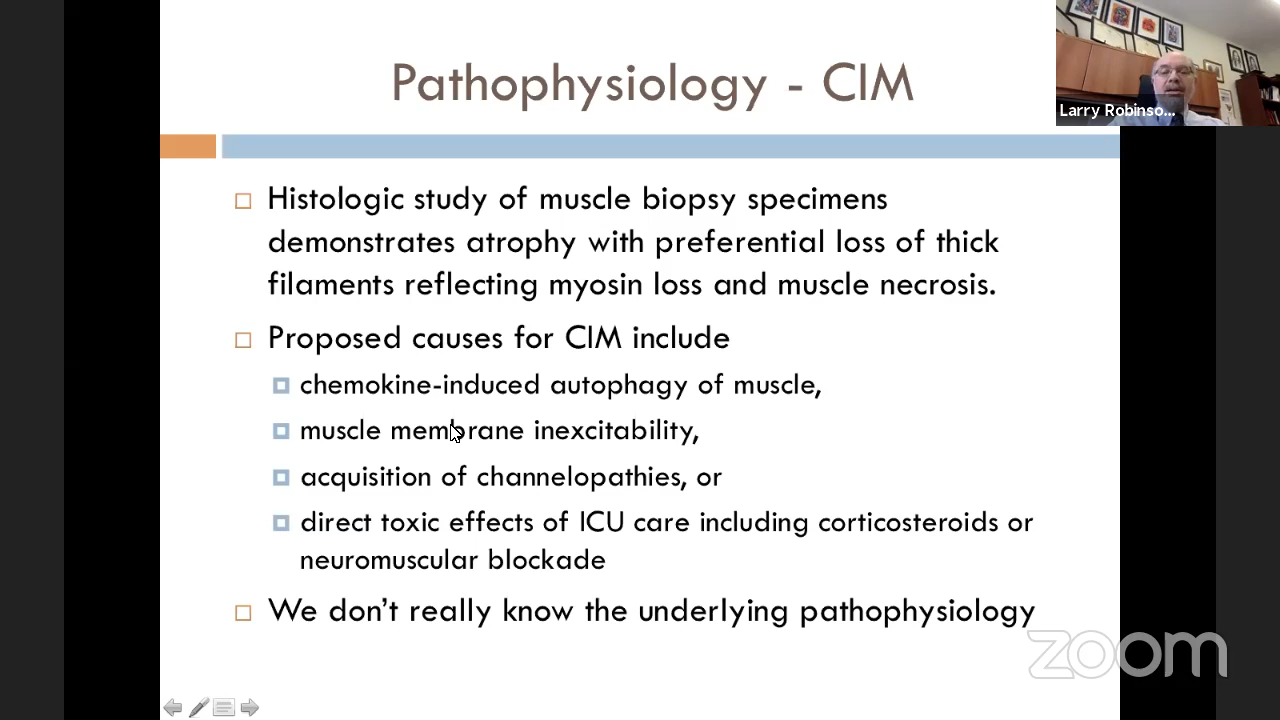 Pathophysiology - CIM
Larry Robinso...
Histologic study of muscle biopsy specimens
demonstrates atrophy with preferential loss of thick
filaments reflecting myosin loss and muscle necrosis.
Proposed causes for CIM include
chemokine-induced autophagy of muscle,
muscle membrane inexcitability,
acquisition of channelopathies, or
direct toxic effects of ICU care including corticosteroids or
neuromuscular blockade
We don't really know the underlying pathophysiology
zoom